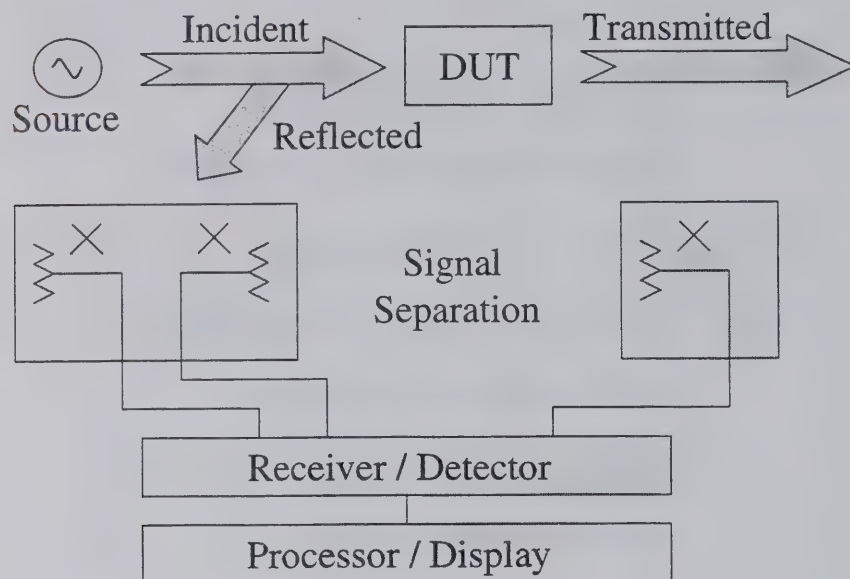 Incident
Transmitted
DUT
Source
Reflected
Signal
Separation
Receiver / Detector
Processor / Display